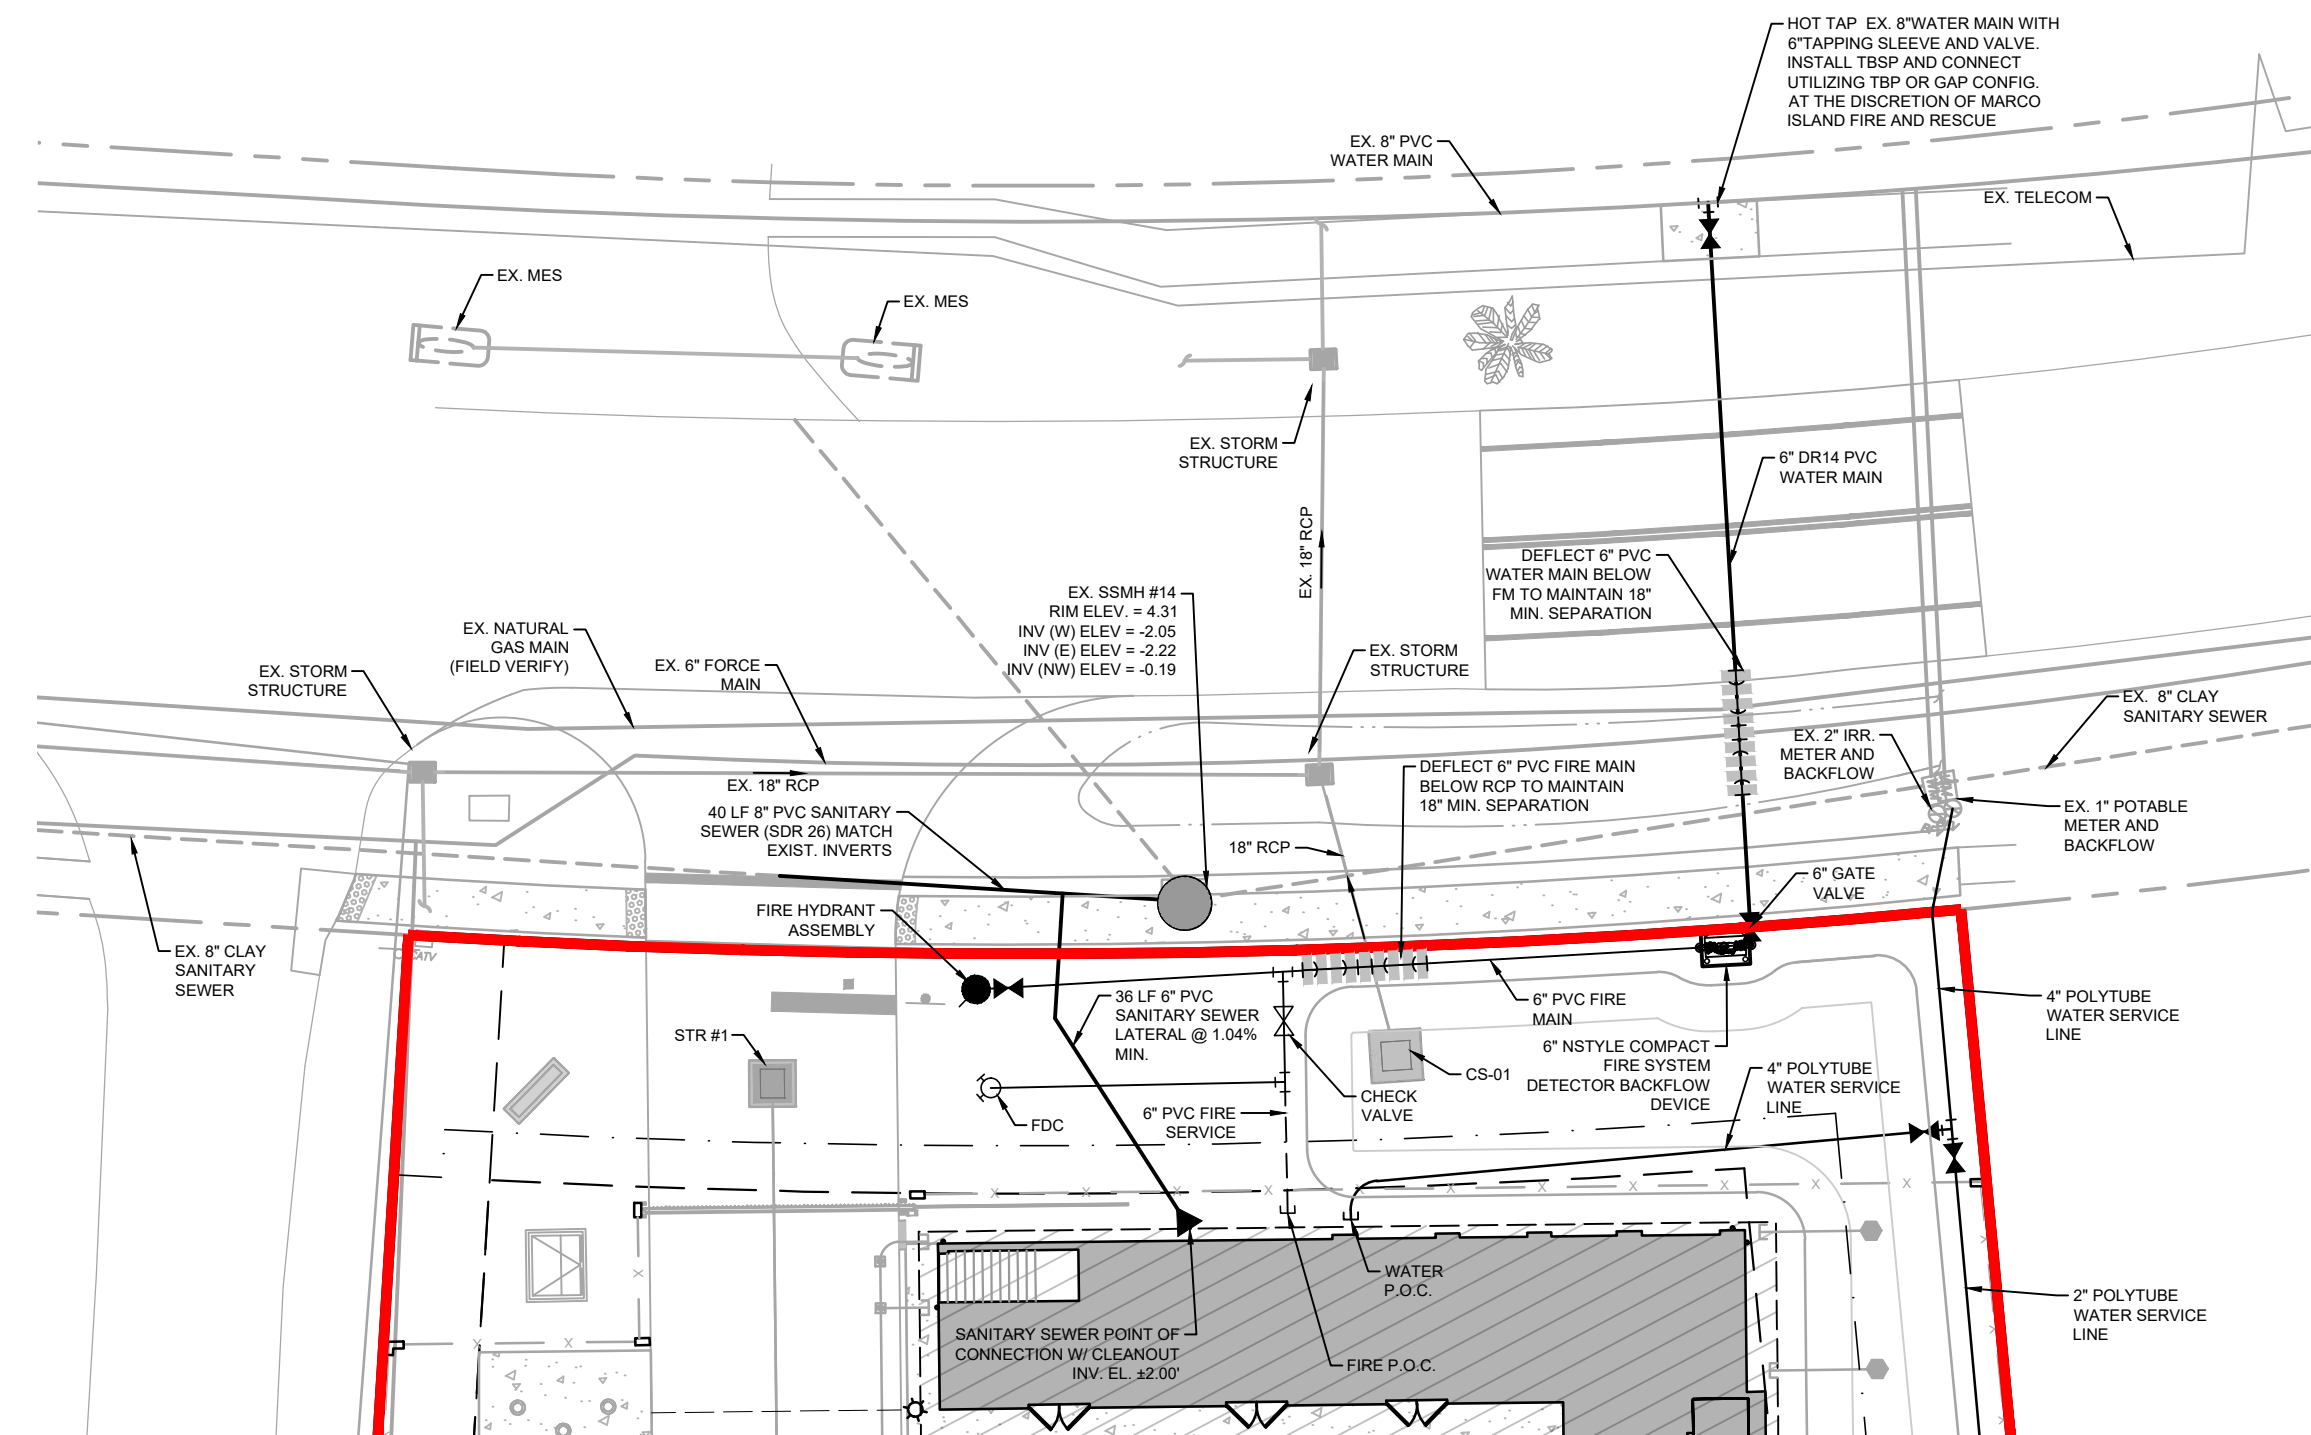 HOT TAP  EX. 8"WATER MAIN WITH
6"TAPPING SLEEVE AND VALVE.
INSTALL TBSP AND CONNECT
UTILIZING TBP OR GAP CONFIG.
AT THE DISCRETION OF MARCO
ISLAND FIRE AND RESCUE
EX. 8" PVC
WATER MAIN
EX. TELECOM
EX. MES
EX. MES
EX. STORM
STRUCTURE
6" DR14 PVC
WATER MAIN
EX. 18" RCP
DEFLECT 6" PVC
WATER MAIN BELOW
FM TO MAINTAIN 18"
MIN. SEPARATION
EX. SSMH #14
RIM ELEV. = 4.31
INV (W) ELEV = -2.05
INV (E) ELEV = -2.22
INV (NW) ELEV = -0.19
EX. NATURAL
GAS MAIN
(FIELD VERIFY)
EX. STORM
STRUCTURE
EX. 6" FORCE
MAIN
EX. STORM
STRUCTURE
EX.  8" CLAY
SANITARY SEWER
EX. 2" IRR.
METER AND
BACKFLOW
EX. 18" RCP
DEFLECT 6" PVC FIRE MAIN
BELOW RCP TO MAINTAIN
18" MIN. SEPARATION
40 LF 8" PVC SANITARY
SEWER (SDR 26) MATCH
EXIST. INVERTS
EX. 1" POTABLE
METER AND
BACKFLOW
18" RCP
6" GATE
VALVE
FIRE HYDRANT
ASSEMBLY
EX. 8" CLAY
SANITARY
SEWER
CATV
36 LF 6" PVC
SANITARY SEWER
LATERAL @ 1.04%
MIN.
6" PVC FIRE
MAIN
4" POLYTUBE
WATER SERVICE
LINE
STR #1
6" NSTYLE COMPACT
FIRE SYSTEM
DETECTOR BACKFLOW
DEVICE
CS-01
4" POLYTUBE
WATER SERVICE
LINE
CHECK
VALVE
6" PVC FIRE
SERVICE
FDC
X X X X X X X X X X X
X
X X
WATER
P.O.C.
2" POLYTUBE
WATER SERVICE
LINE
SANITARY SEWER POINT OF
CONNECTION W/ CLEANOUT
INV. EL. ±2.00'
FIRE P.O.C.